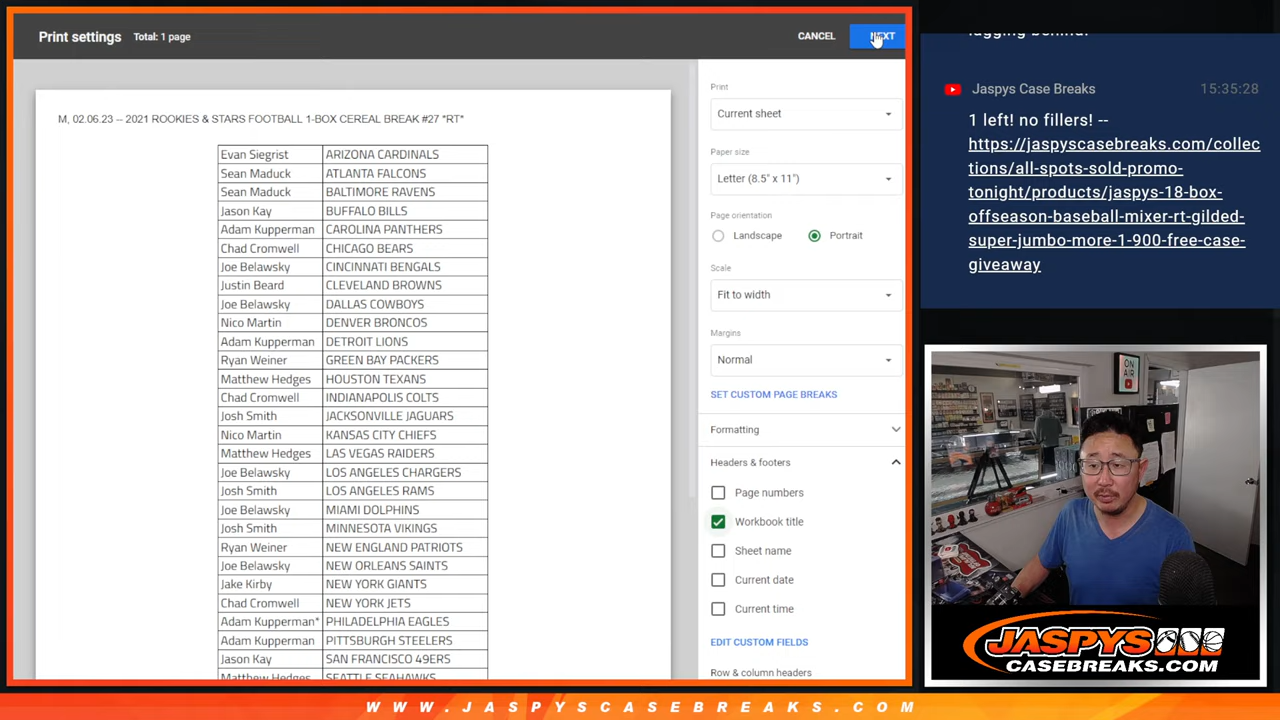 Print settings Total: 1 page CANCEL NEXT
M, 02.06.23 -- 2021 ROOKIES & STARS FOOTBALL 1-BOX CEREAL BREAK #27 *RT*
Evan Siegrist ARIZONA CARDINALS
Sean Maduck ATLANTA FALCONS
Sean Maduck BALTIMORE RAVENS
Jason Kay BUFFALO BILLS
Adam Kupperman CAROLINA PANTHERS
Chad Cromwell CHICAGO BEARS
Joe Belawsky CINCINNATI BENGALS
Justin Beard CLEVELAND BROWNS
Joe Belawsky DALLAS COWBOYS
Nico Martin DENVER BRONCOS
Adam Kupperman DETROIT LIONS
Ryan Weiner GREEN BAY PACKERS
Matthew Hedges HOUSTON TEXANS
Chad Cromwell INDIANAPOLIS COLTS
Josh Smith JACKSONVILLE JAGUARS
Nico Martin KANSAS CITY CHIEFS
Matthew Hedges LAS VEGAS RAIDERS
Joe Belawsky LOS ANGELES CHARGERS
Josh Smith LOS ANGELES RAMS
Joe Belawsky MIAMI DOLPHINS
Josh Smith MINNESOTA VIKINGS
Ryan Weiner NEW ENGLAND PATRIOTS
Joe Belawsky NEW ORLEANS SAINTS
Jake Kirby NEW YORK GIANTS
Chad Cromwell NEW YORK JETS
Adam Kupperman* PHILADELPHIA EAGLES
Adam Kupperman PITTSBURGH STEELERS
Jason Kay SAN FRANCISCO 49ERS
Matthew Hedges SEATTLE SEAHAWKS
Print
Current sheet
Paper size
Letter (8.5" x 11")
Page orientation
Landscape Portrait
Scale
Fit to width
Margins
Normal
SET CUSTOM PAGE BREAKS
Formatting
Headers & footers
Page numbers
Workbook title
Sheet name
Current date
Current time
EDIT CUSTOM FIELDS
Row & column headers
lagging behind!
Jaspys Case Breaks 15:35:28
1 left! no fillers! --
https://jaspyscasebreaks.com/collec
tions/all-spots-sold-promo-
tonight/products/jaspys-18-box-
offseason-baseball-mixer-rt-gilded-
super-jumbo-more-1-900-free-case-
giveaway
ON
AIR
JASPYS
CASEBREAKS.COM
WWW.JASPYSCASEBREAKS.COM